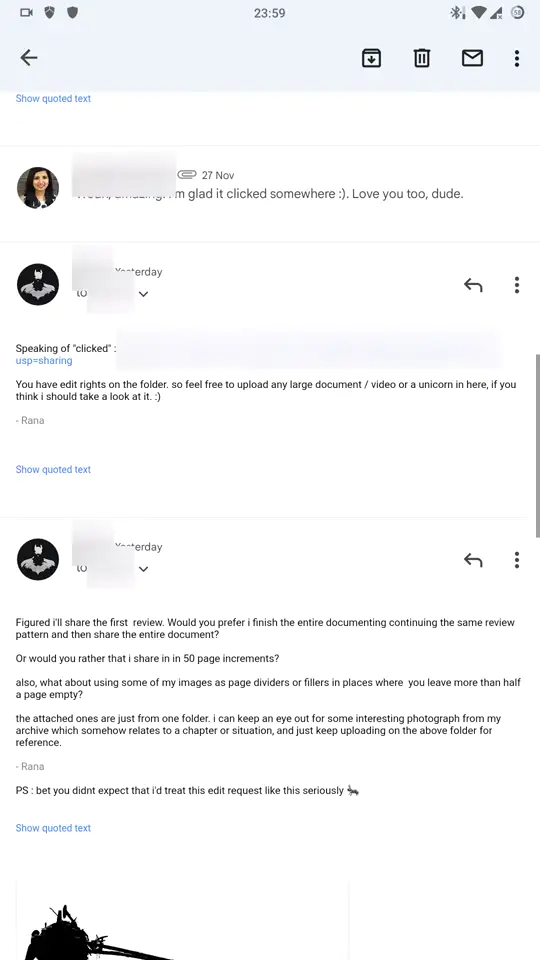 23:59
58
Show quoted text
27 Nov
glad it clicked somewhere :). Love you too, dude.
Yesterday
to
Speaking of "clicked" :
usp=sharing
You have edit rights on the folder. so feel free to upload any large document / video or a unicorn in here, if you
think i should take a look at it. :)
- Rana
Show quoted text
Yesterday
to
Figured i'll share the first  review. Would you prefer i finish the entire documenting continuing the same review
pattern and then share the entire document?
Or would you rather that i share in in 50 page increments?
also, what about using some of my images as page dividers or fillers in places where  you leave more than half
a page empty?
the attached ones are just from one folder. i can keep an eye out for some interesting photograph from my
archive which somehow relates to a chapter or situation, and just keep uploading on the above folder for
reference.
- Rana
PS : bet you didnt expect that i'd treat this edit request like this seriously 🐜
Show quoted text